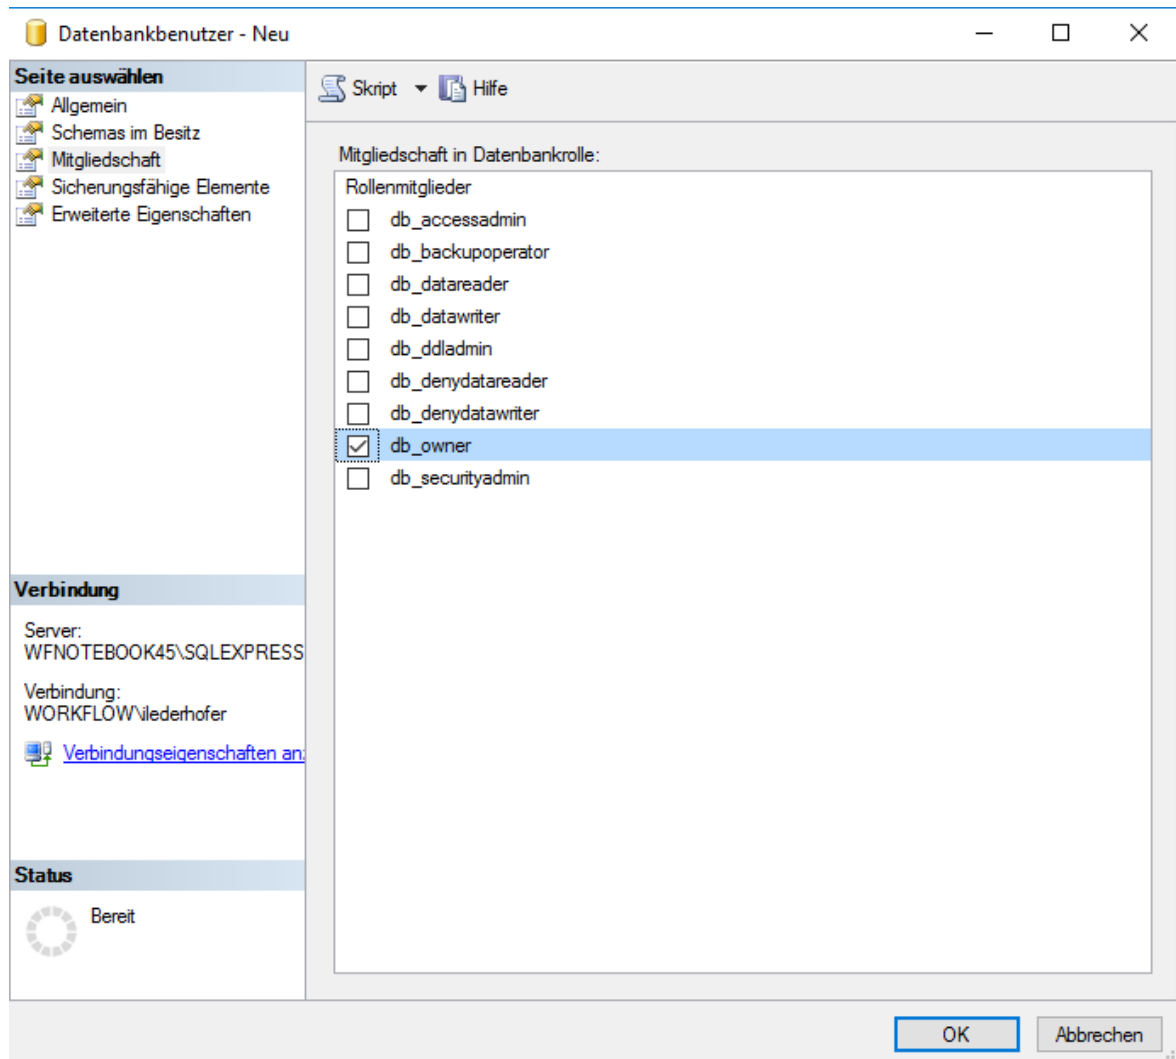 Datenbankbenutzer - Neu
Seite auswählen
Allgemein
Schemas im Besitz
Mitgliedschaft
Sicherungsfähige Elemente
Erweiterte Eigenschaften
Skript
Hilfe
Mitgliedschaft in Datenbankrolle:
Rollenmitglieder
db_accessadmin
db_backupoperator
db_datareader
db_datawriter
db_ddladmin
db_denydatareader
db_denydatawriter
db_owner
db_securityadmin
Verbindung
Server:
WFNOTEBOOK45\SQLEXPRESS
Verbindung:
WORKFLOW\ilederhofer
Verbindungseigenschaften an
Status
Bereit
OK
Abbrechen